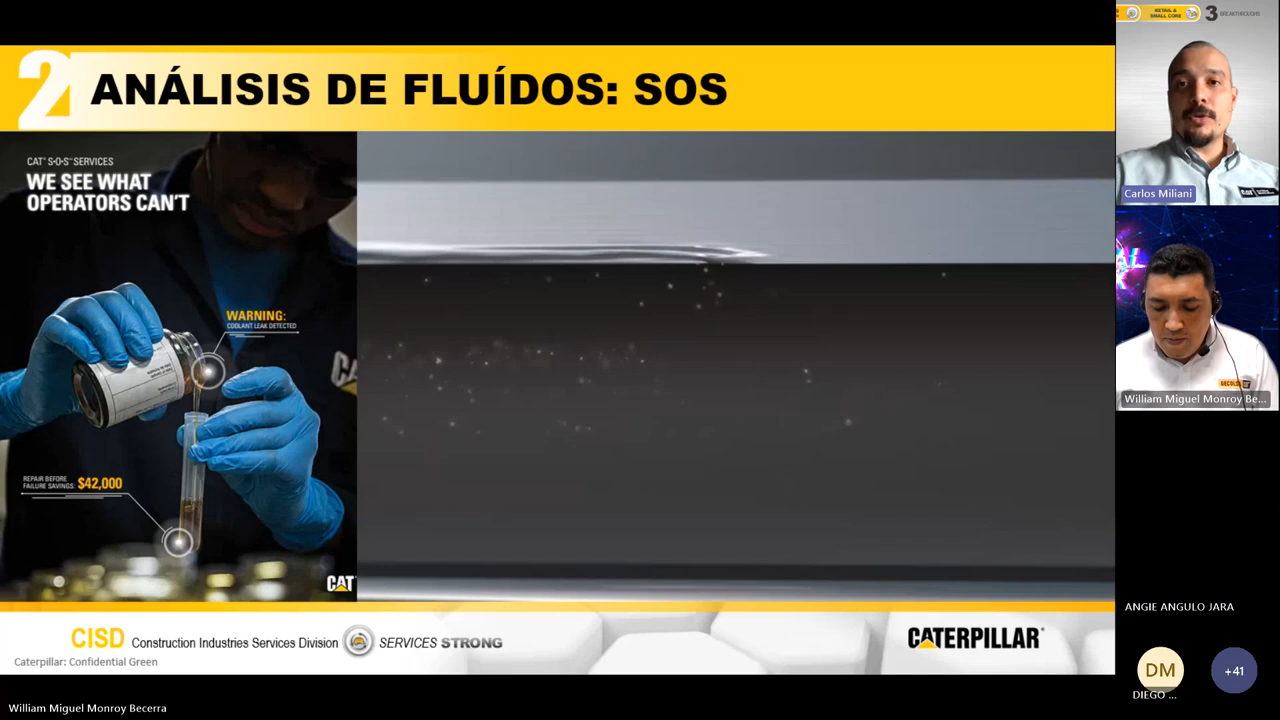 2 ANÁLISIS DE FLUÍDOS: SOS
CAT® S•O•S℠ SERVICES
WE SEE WHAT
OPERATORS CAN'T
WARNING:
COOLANT LEAK DETECTED
REPAIR BEFORE
FAILURE SAVINGS: $42,000
CAT
CISD Construction Industries Services Division SERVICES STRONG
CATERPILLAR®
Caterpillar: Confidential Green
William Miguel Monroy Becerra
RETAIL &
SMALL CORE
3 BREAKTHROUGHS
Carlos Miliani
GECOLSA
William Miguel Monroy Be...
ANGIE ANGULO JARA
DM
DIEGO ...
+41